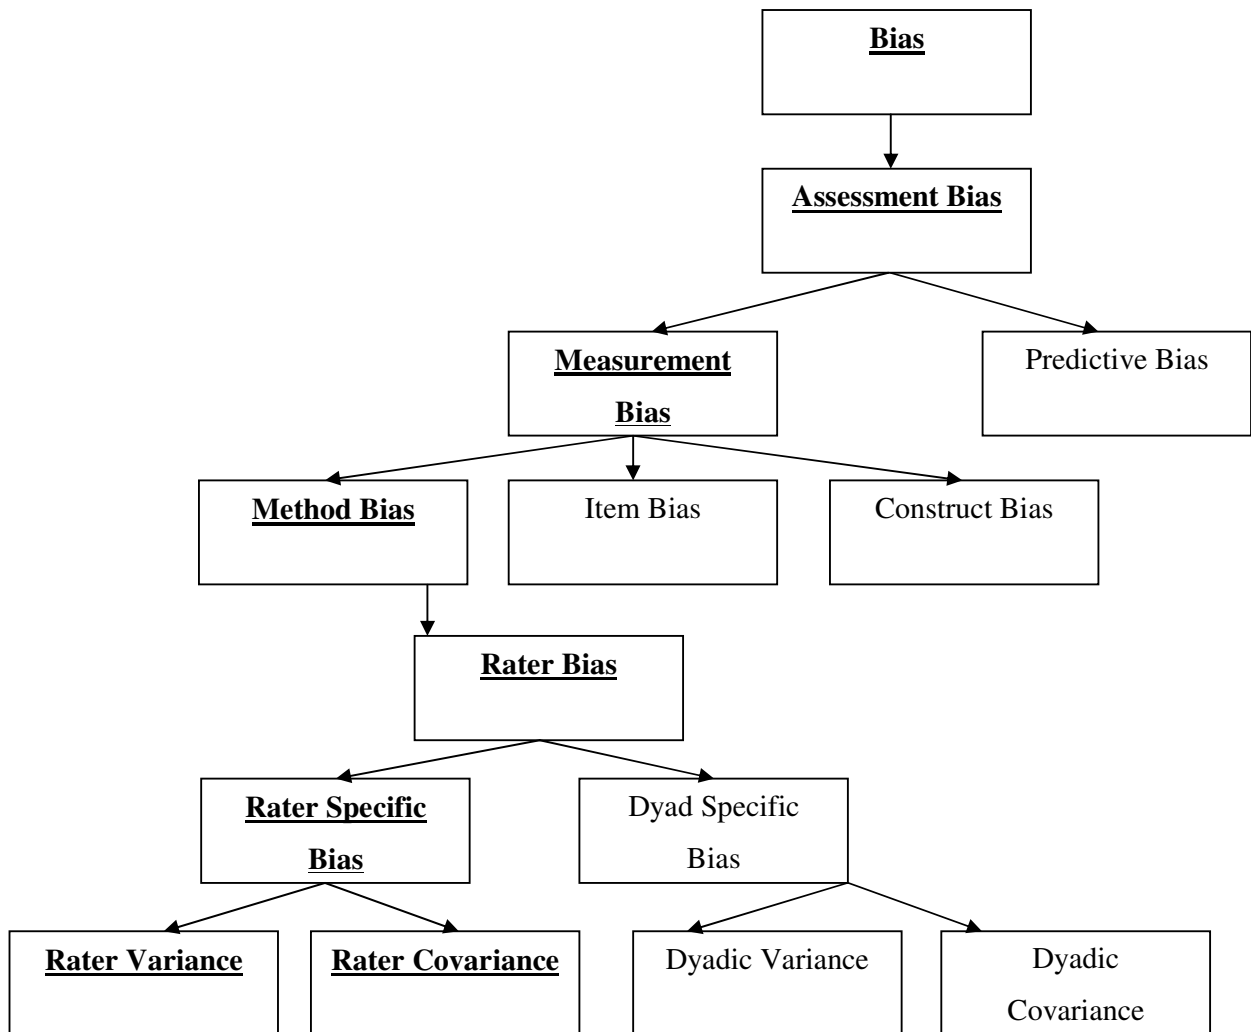 Bias
Assessment Bias
Measurement
Bias
Predictive Bias
Method Bias
Item Bias
Construct Bias
Rater Bias
Rater Specific
Bias
Dyad Specific
Bias
Rater Variance
Rater Covariance
Dyadic Variance
Dyadic
Covariance